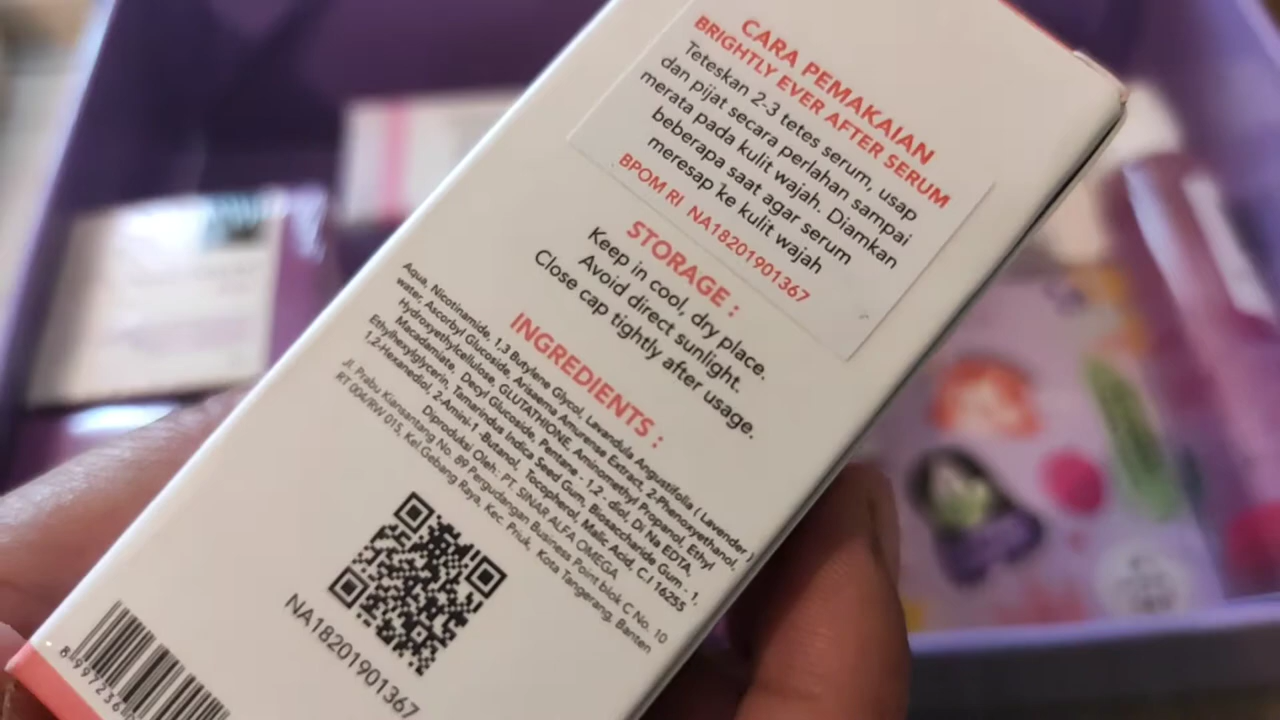 CARA PEMAKAIAN
BRIGHTLY EVER AFTER SERUM
Teteskan 2-3 tetes serum, usap
dan pijat secara perlahan sampai
merata pada kulit wajah. Diamkan
beberapa saat agar serum
meresap ke kulit wajah
BPOM RI NA18201901367
STORAGE :
Keep in cool, dry place.
Avoid direct sunlight.
Close cap tightly after usage.
INGREDIENTS :
Aqua, Nicotinamide, 1.3 Butylene Glycol, Lavandula Angustifolia ( Lavender )
water, Ascorbyl Glucoside, Arisaema Amurense Extract, 2-Phenoxyethanol,
Hydroxyethylcellulose, GLUTATHIONE, Aminomethyl Propanol, Ethyl
Macadamiate, Decyl Glucoside, Pentane - 1,2 - diol, Di Na EDTA,
Ethylhexylglycerin, Tamarindus Indica Seed Gum, Biosaccharide Gum - 1,
1,2-Hexanediol, 2-Amini-1 -Butanol, Tocopherol, Malic Acid, C.I 16255
Diproduksi Oleh : PT. SINAR ALFA OMEGA
Jl. Prabu Kiansantang No. 89 Pergudangan Business Point blok C No. 10
RT 004/RW 015, Kel Gebang Raya, Kec. Priuk, Kota Tangerang, Banten
NA18201901367
8 997236